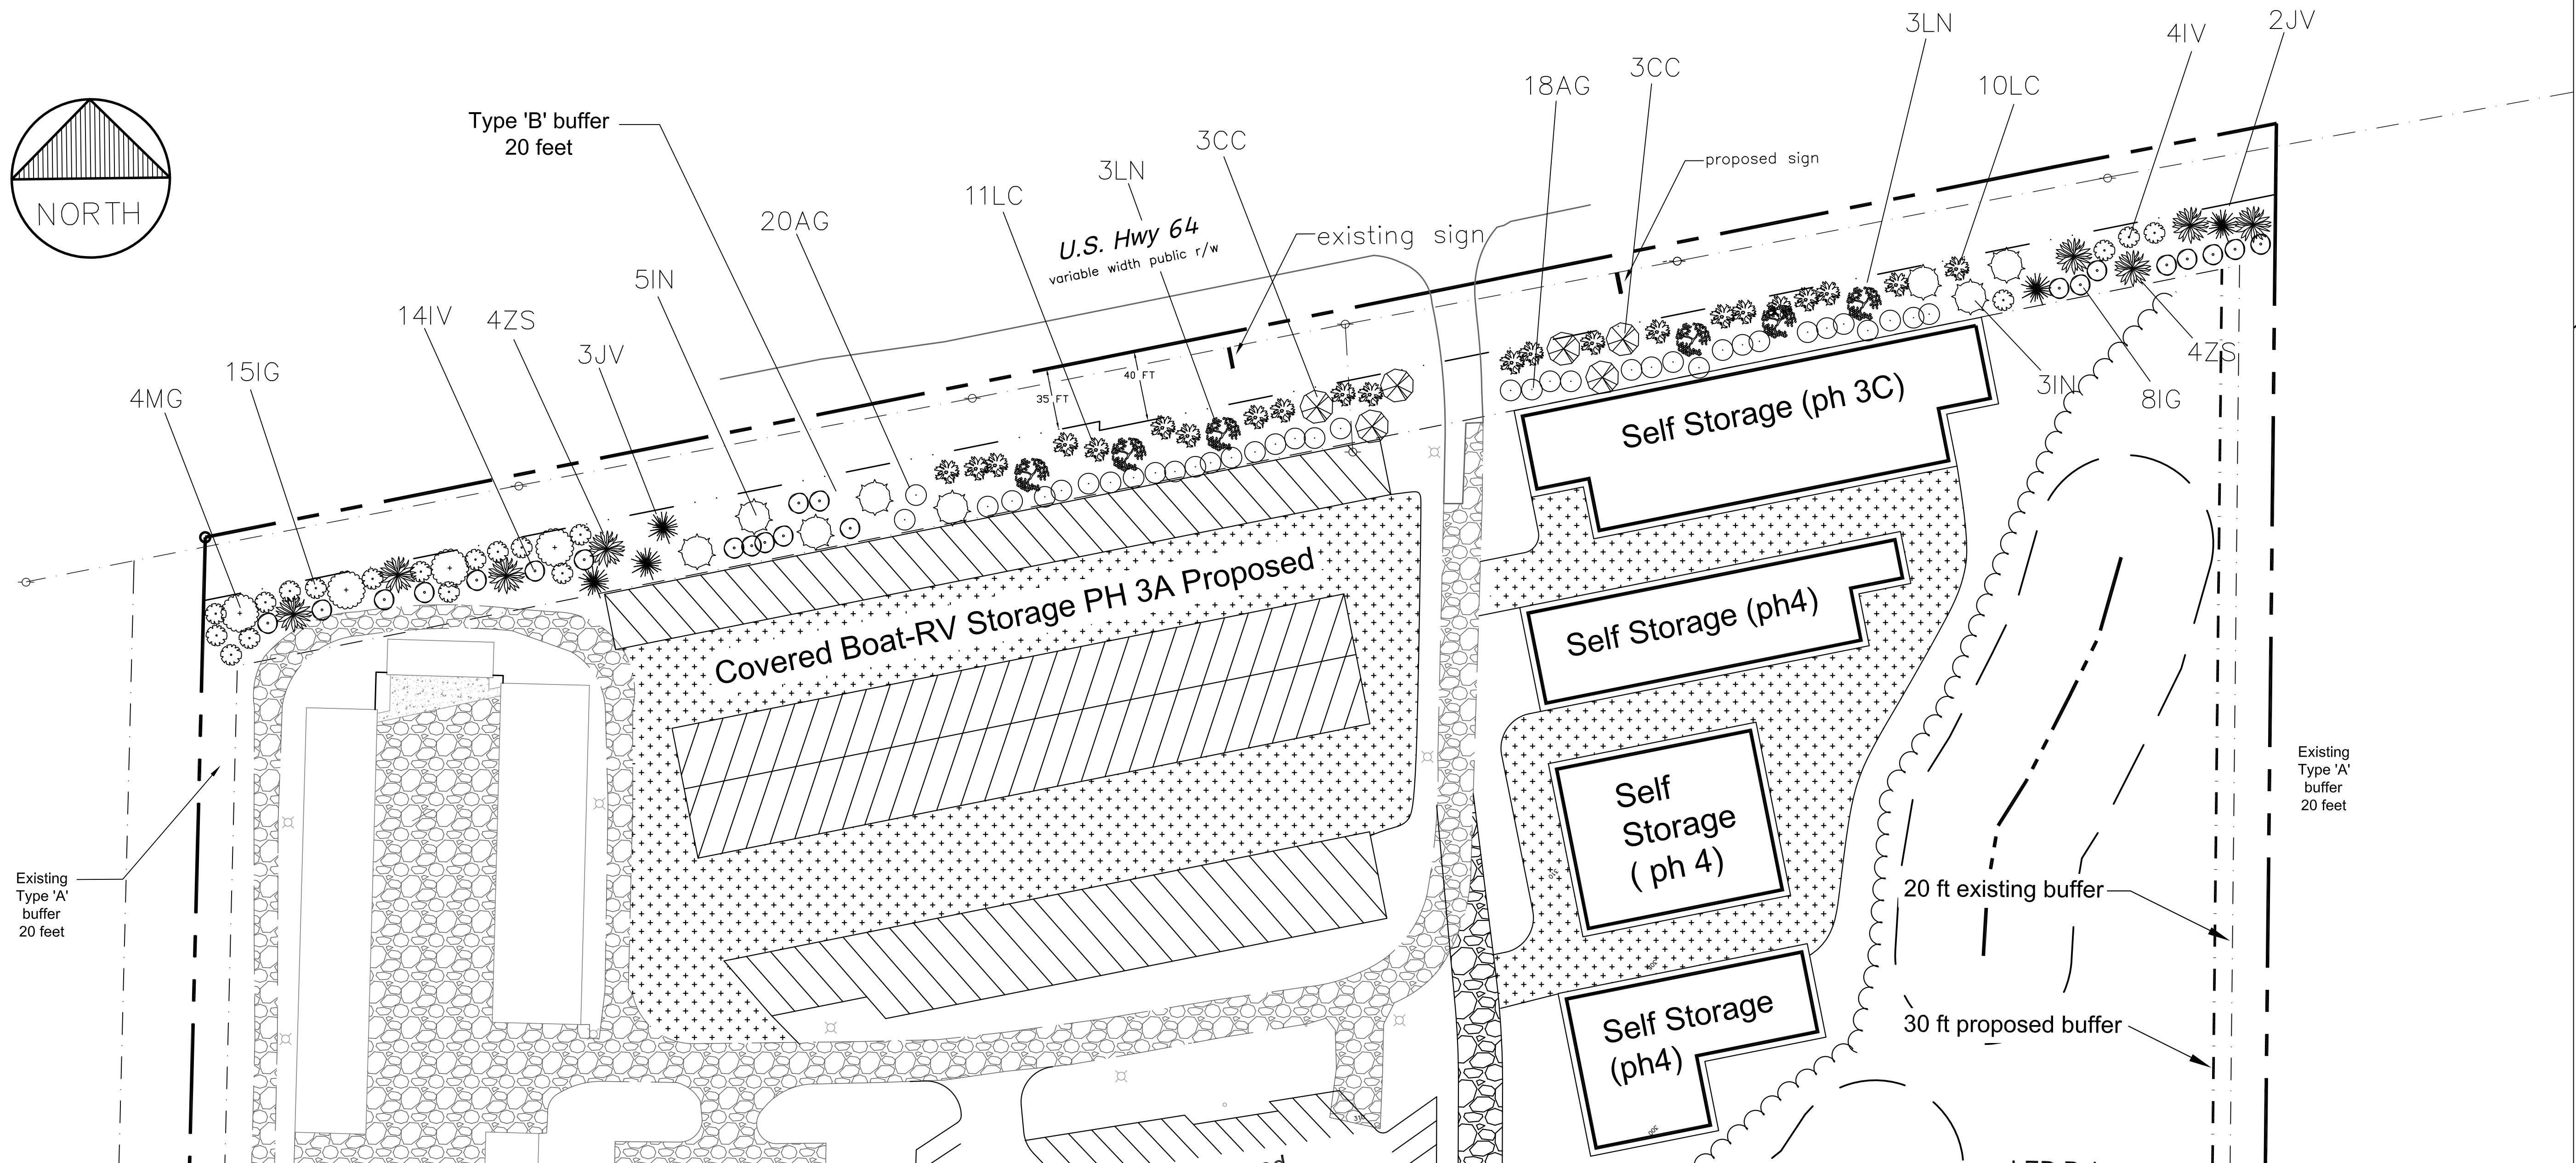 NORTH
Type 'B' buffer
20 feet
4MG
15IG
14IV
4ZS
3JV
5IN
20AG
11LC
3LN
3CC
U.S. Hwy 64
variable width public r/w
existing sign
proposed sign
18AG
3CC
3LN
10LC
4IV
2JV
35 FT
40 FT
4ZS
3IN
8IG
Self Storage (ph 3C)
Covered Boat-RV Storage PH 3A Proposed
Self Storage (ph4)
Self
Storage
( ph 4)
Self Storage
(ph4)
Existing
Type 'A'
buffer
20 feet
Existing
Type 'A'
buffer
20 feet
20 ft existing buffer
30 ft proposed buffer